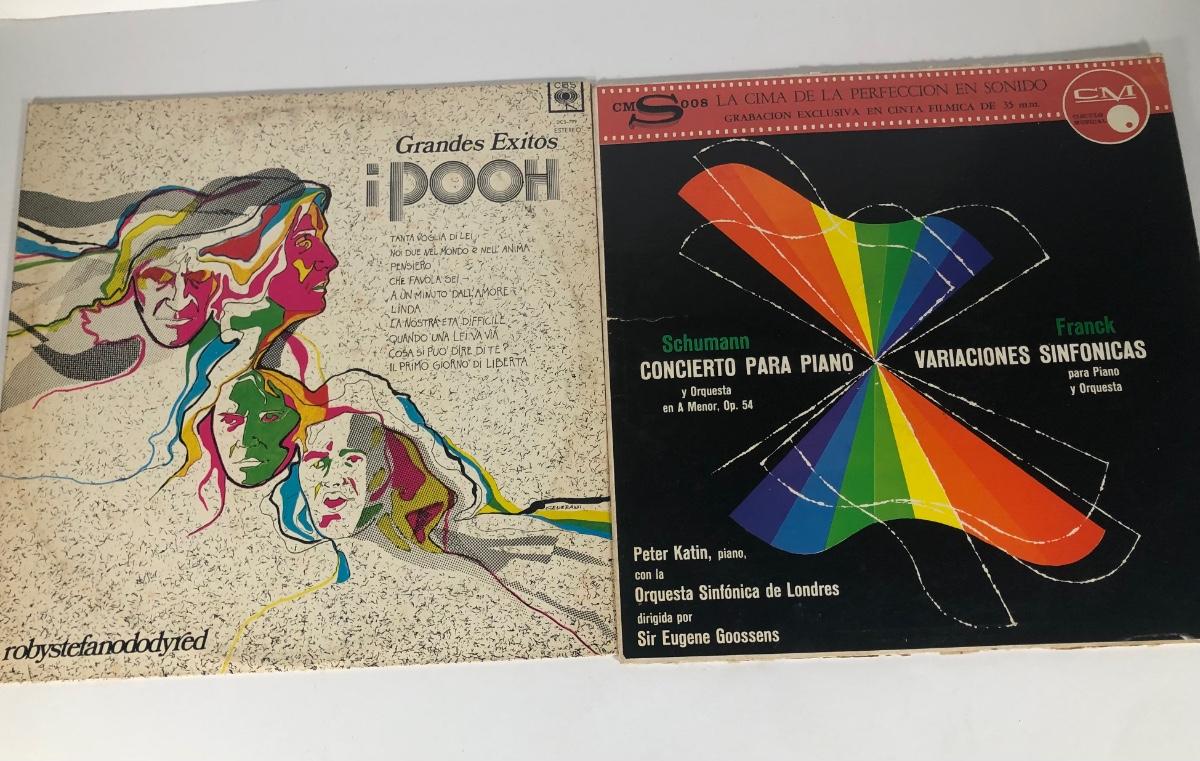 CBS
ESTEREO
Grandes Exitos
i POOH
TANTA VOGLIA DI LEI
NOI DUE NEL MONDO E NELL'ANIMA
PENSIERO
CHE FAVOLA SEI
A UN MINUTO DALL'AMORE
LINDA
LA NOSTRA ETA' DIFFICILE
QUANDO UNA LEI VA VIA
COSA SI PUO' DIRE DI TE?
IL PRIMO GIORNO DI LIBERTA
robystefanododyred
CMS 008 LA CIMA DE LA PERFECCION EN SONIDO
GRABACION EXCLUSIVA EN CINTA FILMICA DE 35 mm.
CM
CIRCULO
MUSICAL
Schumann
CONCIERTO PARA PIANO
y Orquesta
en A Menor, Op. 54
Franck
VARIACIONES SINFONICAS
para Piano
y Orquesta
Peter Katin, piano,
con la
Orquesta Sinfónica de Londres
dirigida por
Sir Eugene Goossens